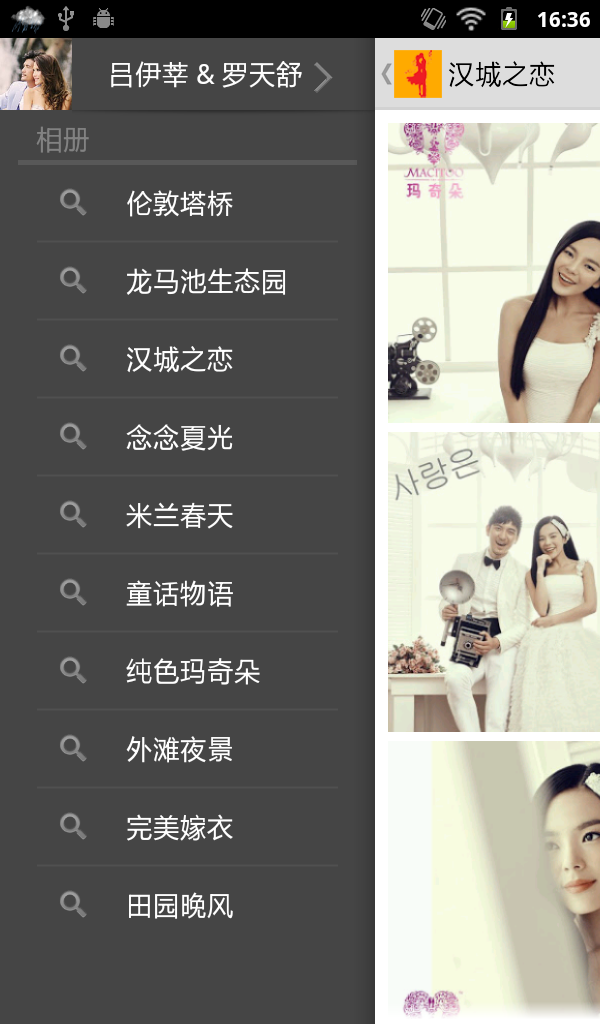 16:36
吕伊莘 & 罗天舒
汉城之恋
相册
伦敦塔桥
龙马池生态园
汉城之恋
念念夏光
米兰春天
童话物语
纯色玛奇朵
外滩夜景
完美嫁衣
田园晚风
MACITOO
玛奇朵
사랑은